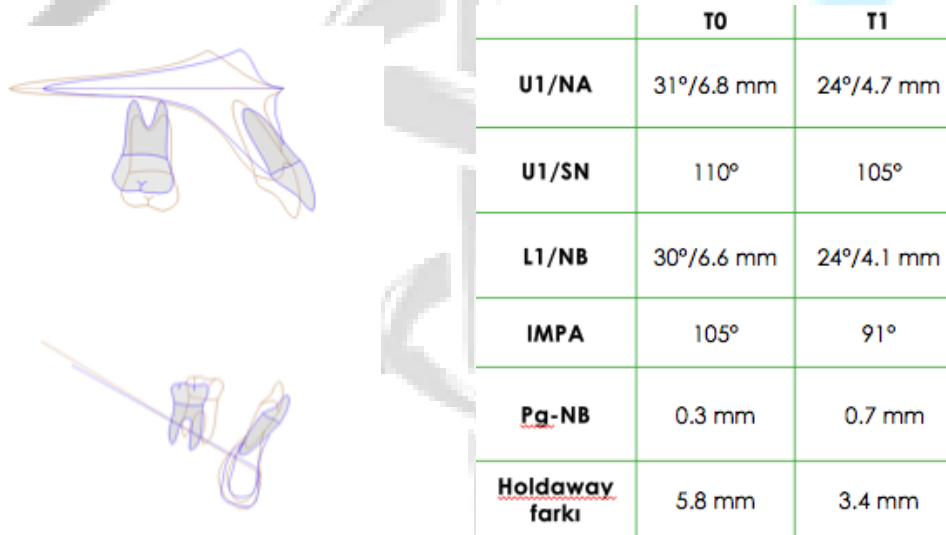 T0 T1
U1/NA 31°/6.8 mm 24°/4.7 mm
U1/SN 110° 105°
L1/NB 30°/6.6 mm 24°/4.1 mm
IMPA 105° 91°
Pg-NB 0.3 mm 0.7 mm
Holdaway
farkı 5.8 mm 3.4 mm